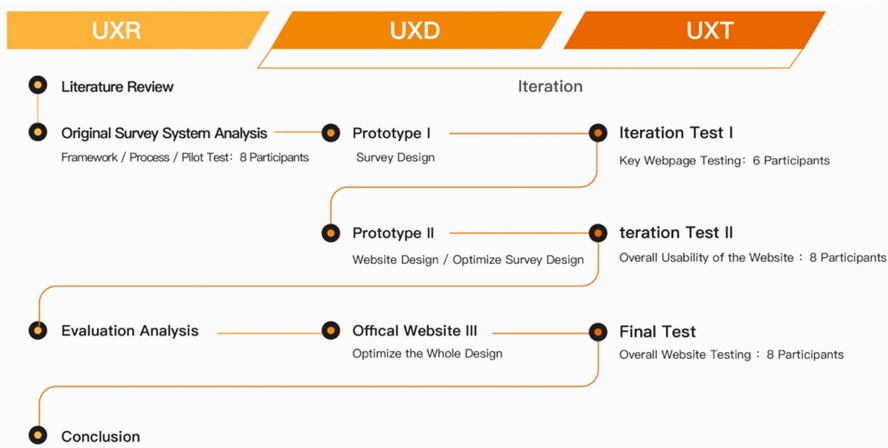 UXR UXD UXT
Iteration
Literature Review
Original Survey System Analysis Prototype I Iteration Test I
Framework / Process / Pilot Test: 8 Participants Survey Design Key Webpage Testing: 6 Participants
Prototype II teration Test II
Website Design / Optimize Survey Design Overall Usability of the Website : 8 Participants
Evaluation Analysis Offical Website III Final Test
Optimize the Whole Design Overall Website Testing : 8 Participants
Conclusion